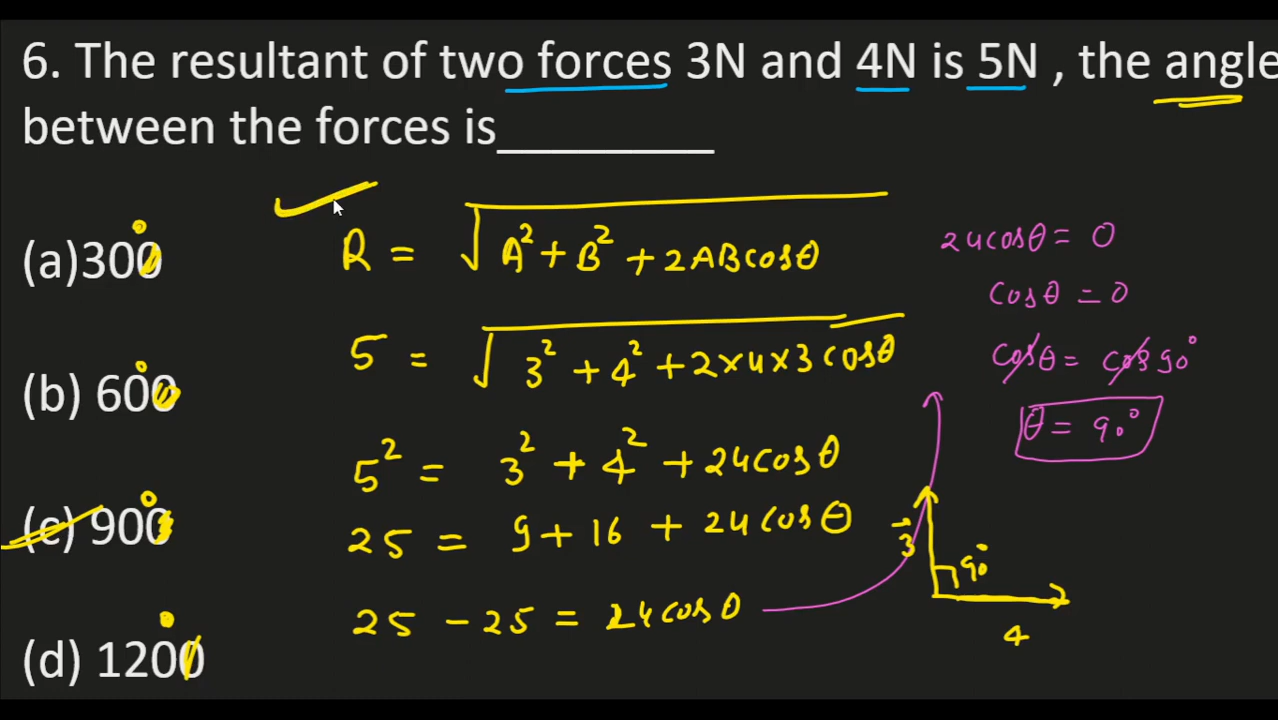 6. The resultant of two forces 3N and 4N is 5N , the angle
between the forces is_________
(a)300°
(b) 600°
(c) 900°
(d) 1200°
R = √A² + B² + 2ABcosθ
5 = √3² + 4² + 2×4×3 cosθ
5² = 3² + 4² + 24cosθ
25 = 9 + 16 + 24cosθ
25 - 25 = 24cosθ
24cosθ = 0
Cosθ = 0
Cosθ = Cos90°
θ = 90°
3
90°
4